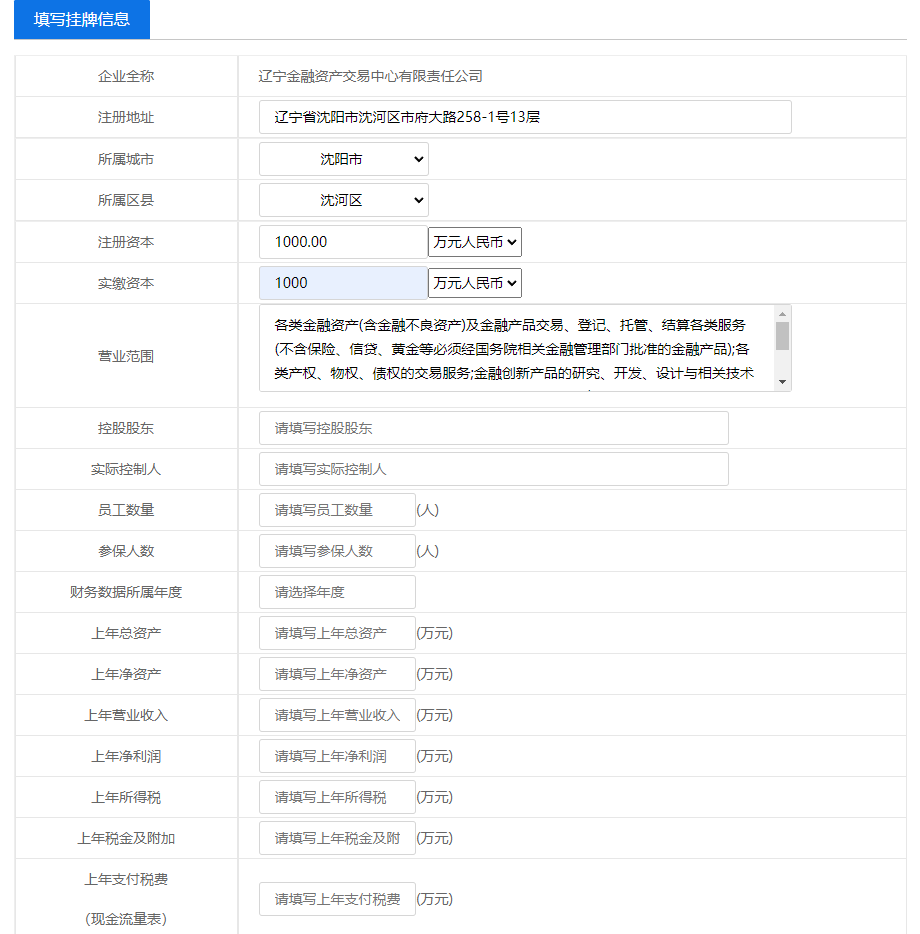 填写挂牌信息
企业全称 辽宁金融资产交易中心有限责任公司
注册地址 辽宁省沈阳市沈河区市府大路258-1号13层
所属城市 沈阳市
所属区县 沈河区
注册资本 1000.00 万元人民币
实缴资本 1000 万元人民币
营业范围
各类金融资产(含金融不良资产)及金融产品交易、登记、托管、结算各类服务
(不含保险、信贷、黄金等必须经国务院相关金融管理部门批准的金融产品);各
类产权、物权、债权的交易服务;金融创新产品的研究、开发、设计与相关技术
控股股东 请填写控股股东
实际控制人 请填写实际控制人
员工数量 请填写员工数量 (人)
参保人数 请填写参保人数 (人)
财务数据所属年度 请选择年度
上年总资产 请填写上年总资产 (万元)
上年净资产 请填写上年净资产 (万元)
上年营业收入 请填写上年营业收入 (万元)
上年净利润 请填写上年净利润 (万元)
上年所得税 请填写上年所得税 (万元)
上年税金及附加 请填写上年税金及附 (万元)
上年支付税费
（现金流量表） 请填写上年支付税费 (万元)